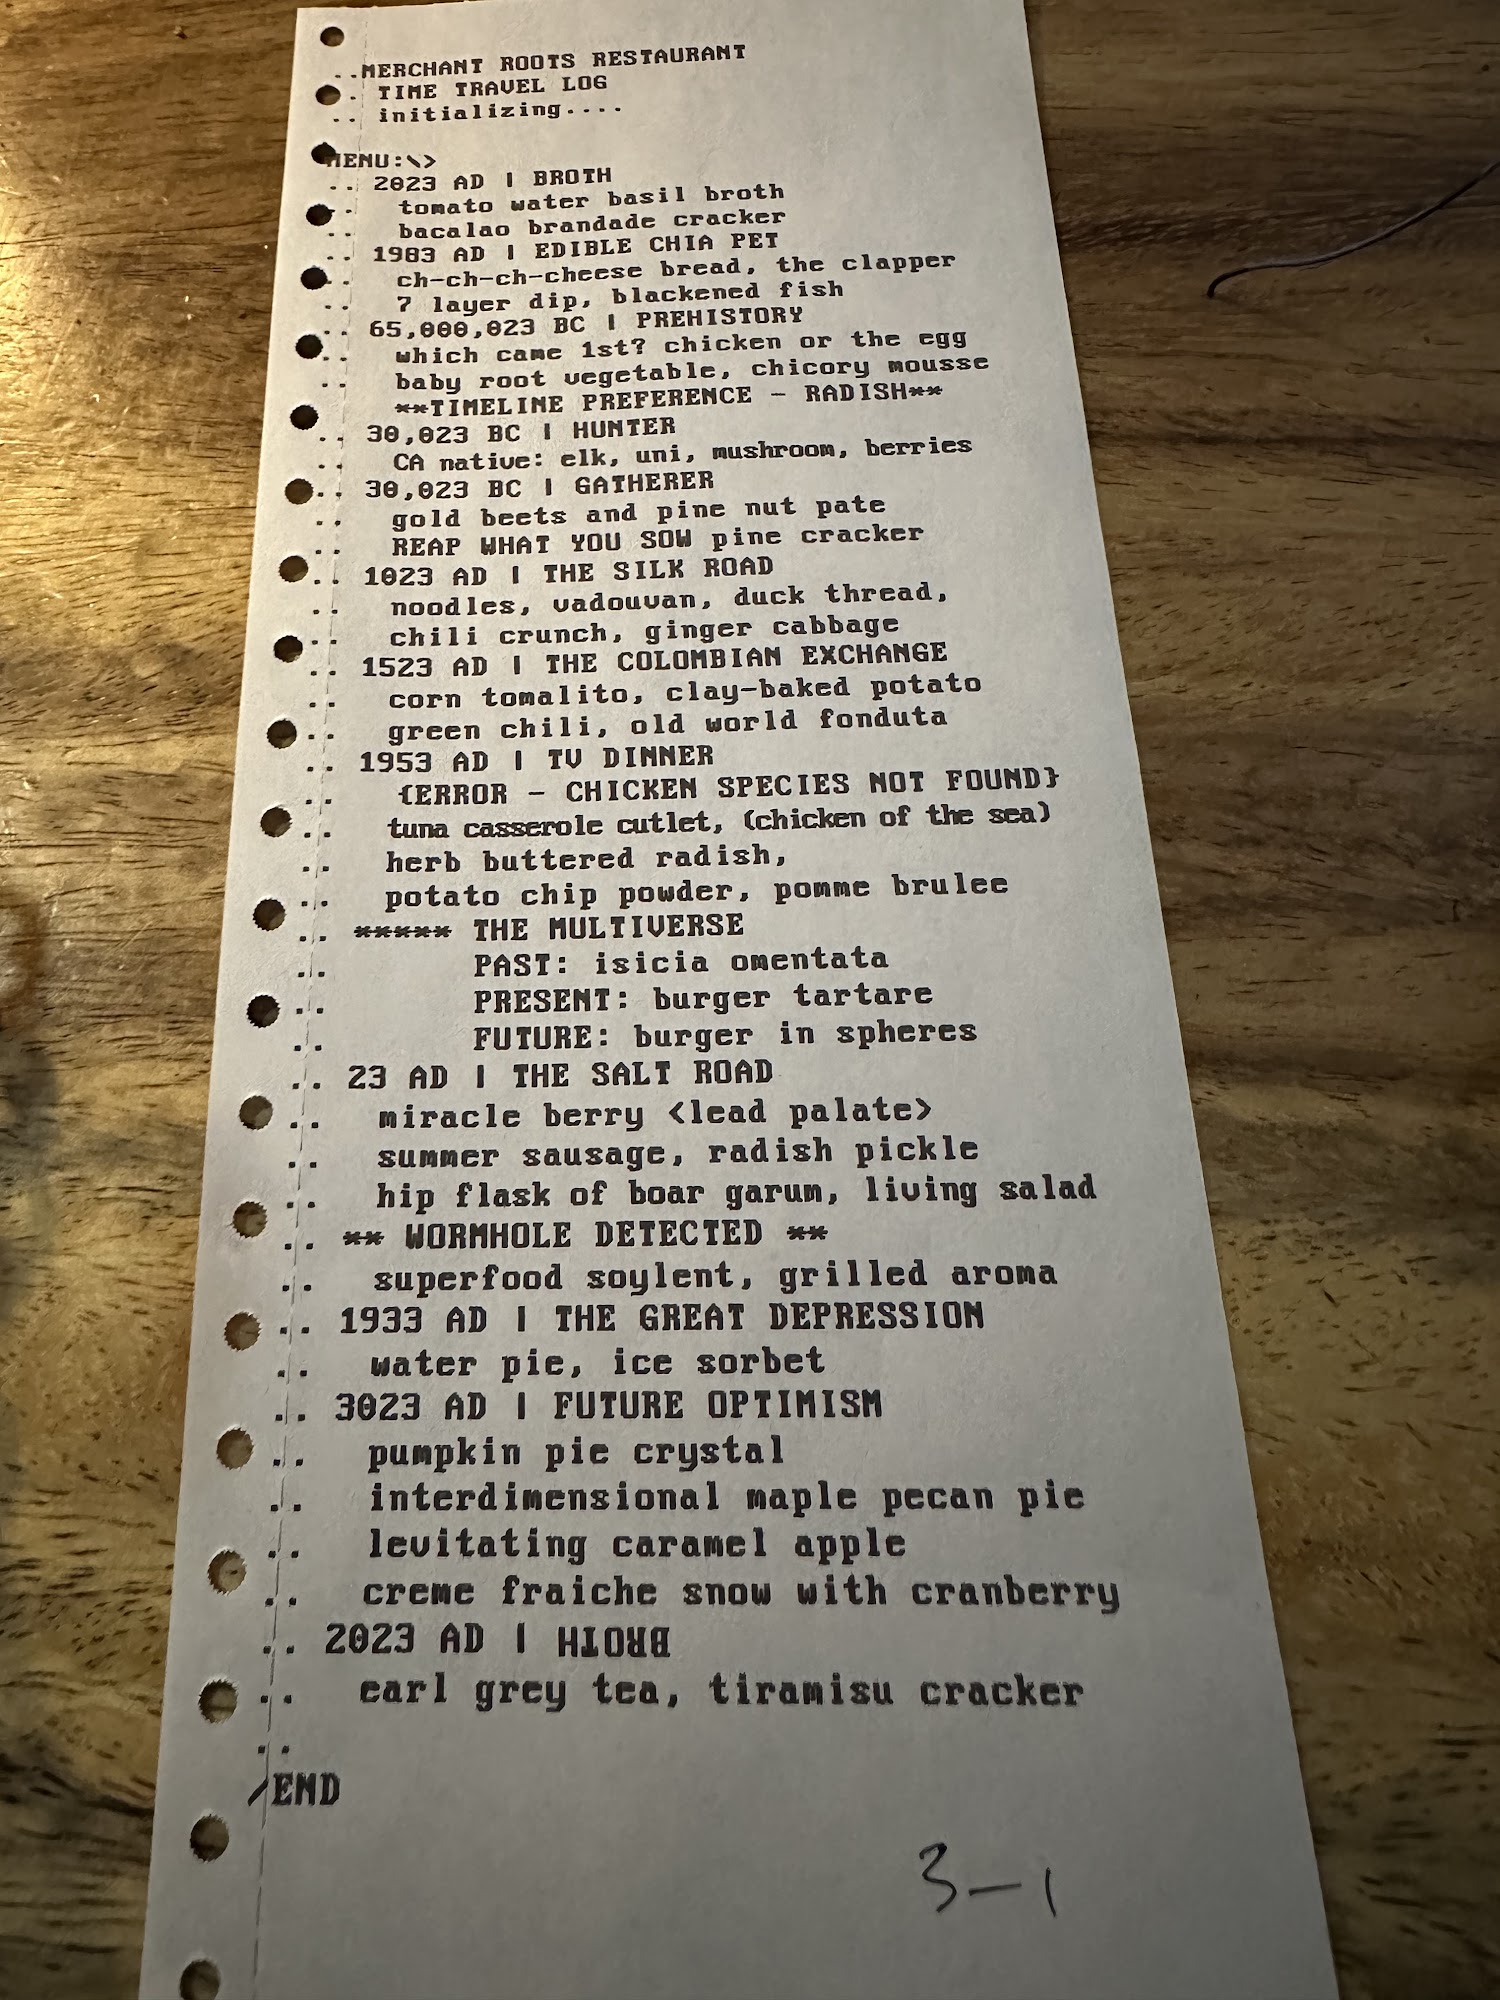 ..MERCHANT ROOTS RESTAURANT
.. TIME TRAVEL LOG
.. initializing....
MENU:\>
.. 2023 AD | BROTH
.. tomato water basil broth
.. bacalao brandade cracker
.. 1983 AD | EDIBLE CHIA PET
.. ch-ch-ch-cheese bread, the clapper
.. 7 layer dip, blackened fish
.. 65,000,023 BC | PREHISTORY
.. which came 1st? chicken or the egg
.. baby root vegetable, chicory mousse
**TIMELINE PREFERENCE - RADISH**
.. 30,023 BC | HUNTER
.. CA native: elk, uni, mushroom, berries
.. 30,023 BC | GATHERER
.. gold beets and pine nut pate
.. REAP WHAT YOU SOW pine cracker
.. 1023 AD | THE SILK ROAD
.. noodles, vadouvan, duck thread,
.. chili crunch, ginger cabbage
.. 1523 AD | THE COLOMBIAN EXCHANGE
.. corn tomalito, clay-baked potato
.. green chili, old world fonduta
.. 1953 AD | TV DINNER
.. {ERROR - CHICKEN SPECIES NOT FOUND}
.. tuna casserole cutlet, (chicken of the sea)
.. herb buttered radish,
.. potato chip powder, pomme brulee
.. ***** THE MULTIVERSE
.. PAST: isicia omentata
.. PRESENT: burger tartare
.. FUTURE: burger in spheres
.. 23 AD | THE SALT ROAD
.. miracle berry <lead palate>
.. summer sausage, radish pickle
.. hip flask of boar garum, living salad
.. ** WORMHOLE DETECTED **
.. superfood soylent, grilled aroma
.. 1933 AD | THE GREAT DEPRESSION
.. water pie, ice sorbet
.. 3023 AD | FUTURE OPTIMISM
.. pumpkin pie crystal
.. interdimensional maple pecan pie
.. levitating caramel apple
.. creme fraiche snow with cranberry
.. 2023 AD | BROTH
.. earl grey tea, tiramisu cracker
..
/END
3-1